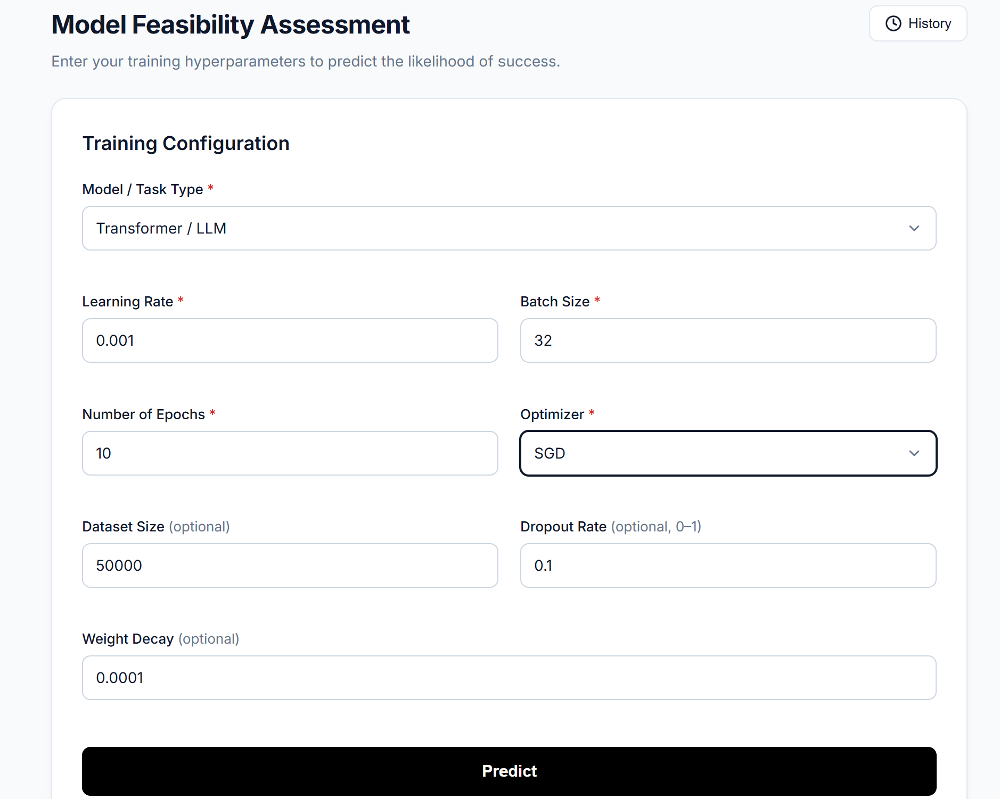 Model Feasibility Assessment
History
Enter your training hyperparameters to predict the likelihood of success.
Training Configuration
Model / Task Type *
Transformer / LLM
Learning Rate *
Batch Size *
0.001
32
Number of Epochs *
Optimizer *
10
SGD
Dataset Size (optional)
Dropout Rate (optional, 0–1)
50000
0.1
Weight Decay (optional)
0.0001
Predict